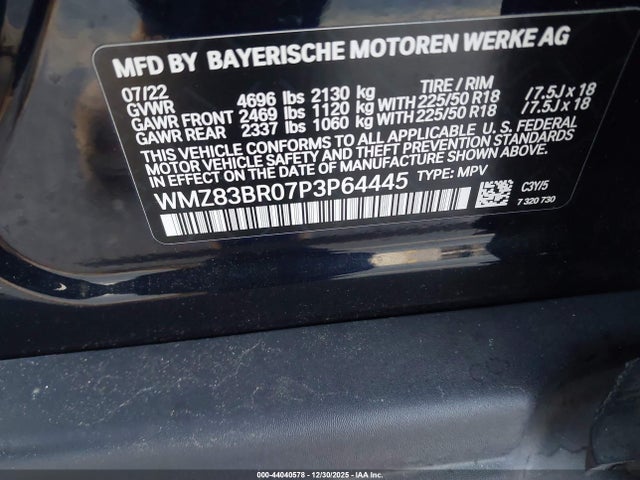 MFD BY BAYERISCHE MOTOREN WERKE AG
07/22 TIRE / RIM
GVWR 4696 lbs 2130 kg
GAWR FRONT 2469 lbs 1120 kg WITH 225/50 R18 /7.5J x 18
GAWR REAR 2337 lbs 1060 kg WITH 225/50 R18 /7.5J x 18
THIS VEHICLE CONFORMS TO ALL APPLICABLE U. S. FEDERAL
MOTOR VEHICLE SAFETY, BUMPER AND THEFT PREVENTION STANDARDS
IN EFFECT ON THE DATE OF MANUFACTURE SHOWN ABOVE.
WMZ83BR07P3P64445 TYPE: MPV
C3Y/5
7 320 730
000-44040578 - 12/30/2025 - IAAI Corp.